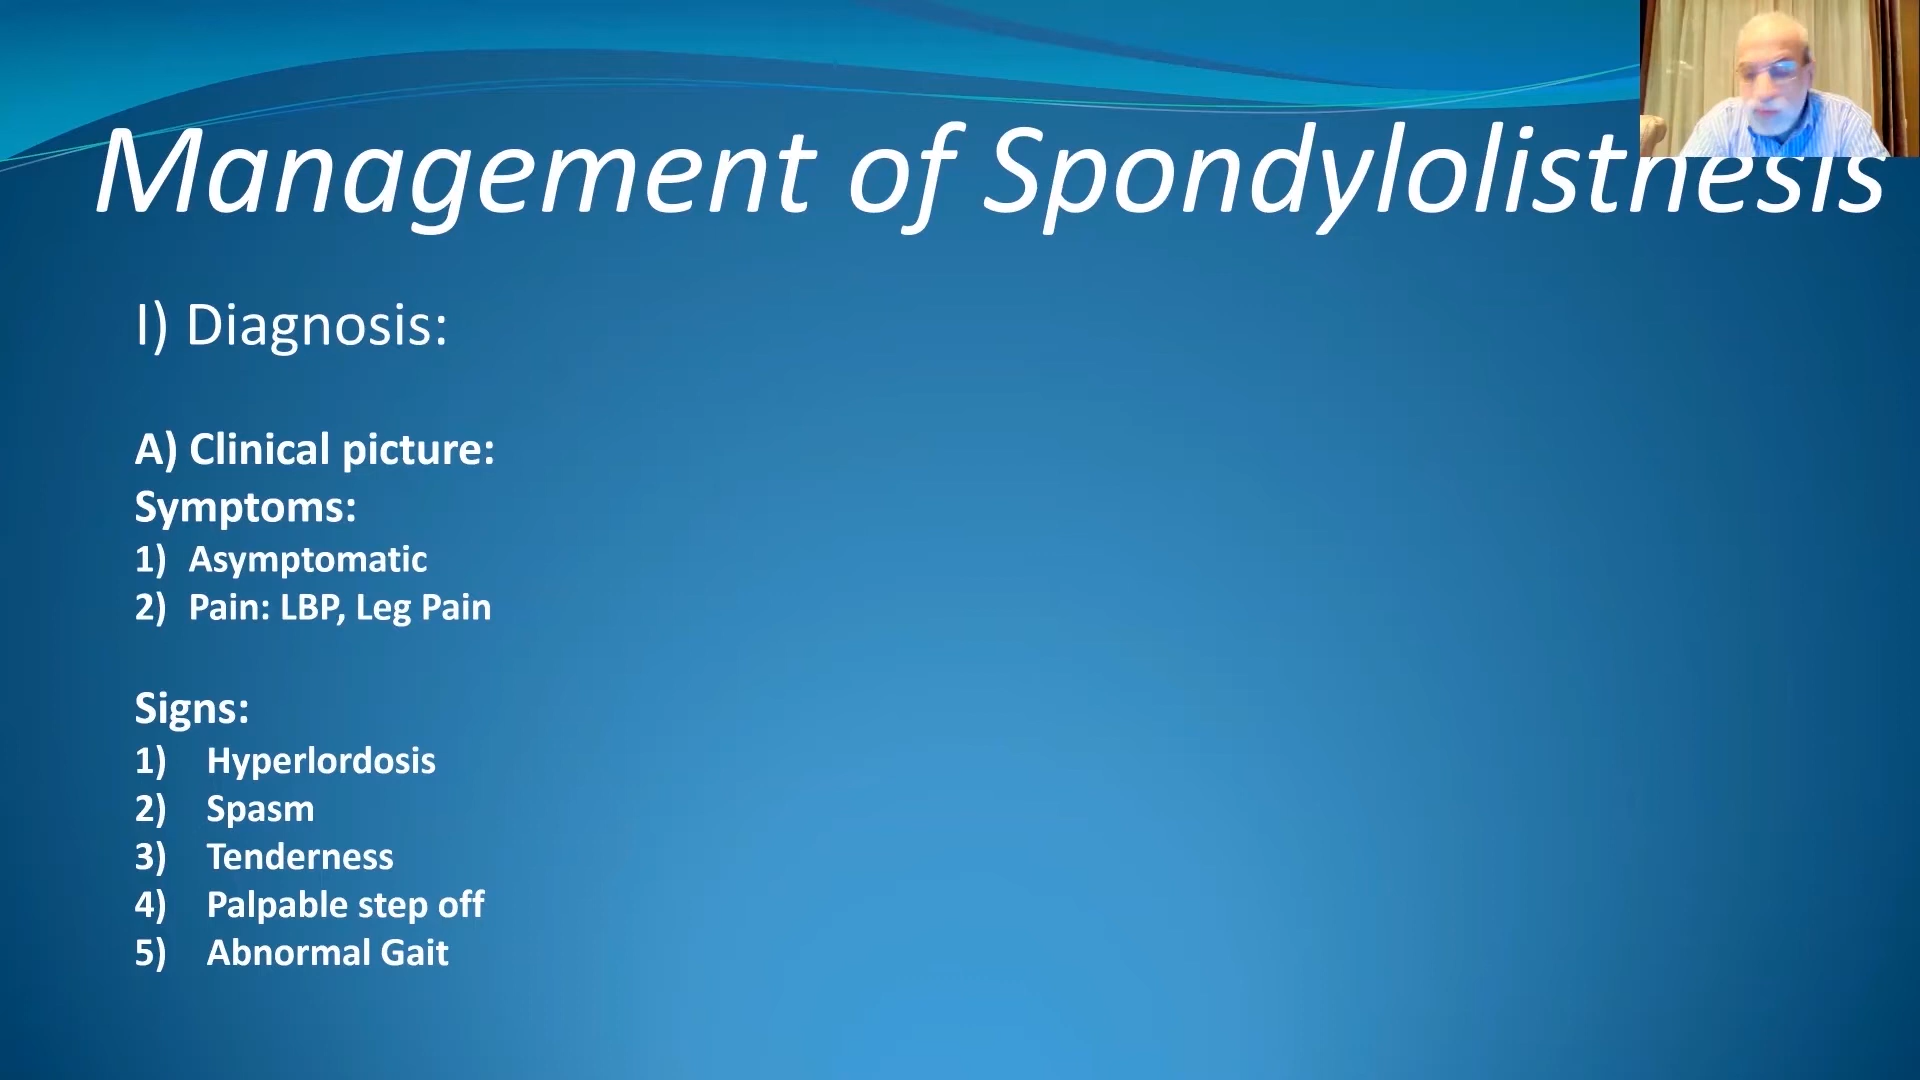 Management of Spondylolisthesis
I) Diagnosis:
A) Clinical picture:
Symptoms:
1) Asymptomatic
2) Pain: LBP, Leg Pain
Signs:
1) Hyperlordosis
2) Spasm
3) Tenderness
4) Palpable step off
5) Abnormal Gait